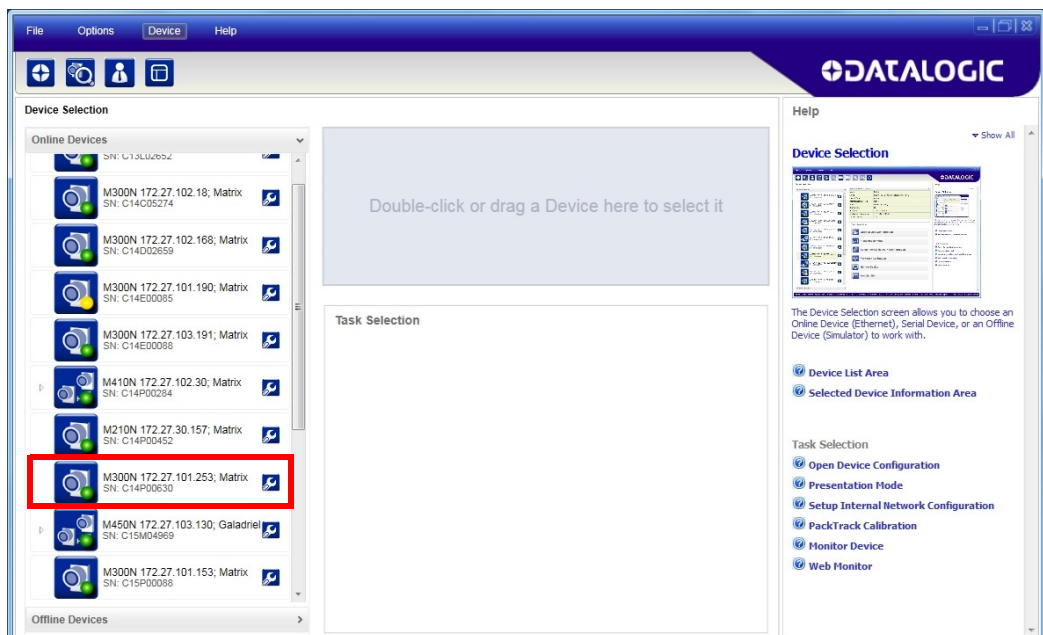 File Options Device Help
DATALOGIC
Device Selection
Online Devices
SN: C13L02652
M300N 172.27.102.18; Matrix
SN: C14C05274
M300N 172.27.102.168; Matrix
SN: C14D02659
M300N 172.27.101.190; Matrix
SN: C14E00085
M300N 172.27.103.191; Matrix
SN: C14E00088
M410N 172.27.102.30; Matrix
SN: C14P00284
M210N 172.27.30.157; Matrix
SN: C14P00452
M300N 172.27.101.253; Matrix
SN: C14P00630
M450N 172.27.103.130; Galadriel
SN: C15M04969
M300N 172.27.101.153; Matrix
SN: C15P00088
Offline Devices
Double-click or drag a Device here to select it
Task Selection
Help
Show All
Device Selection
DATALOGIC
The Device Selection screen allows you to choose an
Online Device (Ethernet), Serial Device, or an Offline
Device (Simulator) to work with.
Device List Area
Selected Device Information Area
Task Selection
Open Device Configuration
Presentation Mode
Setup Internal Network Configuration
PackTrack Calibration
Monitor Device
Web Monitor